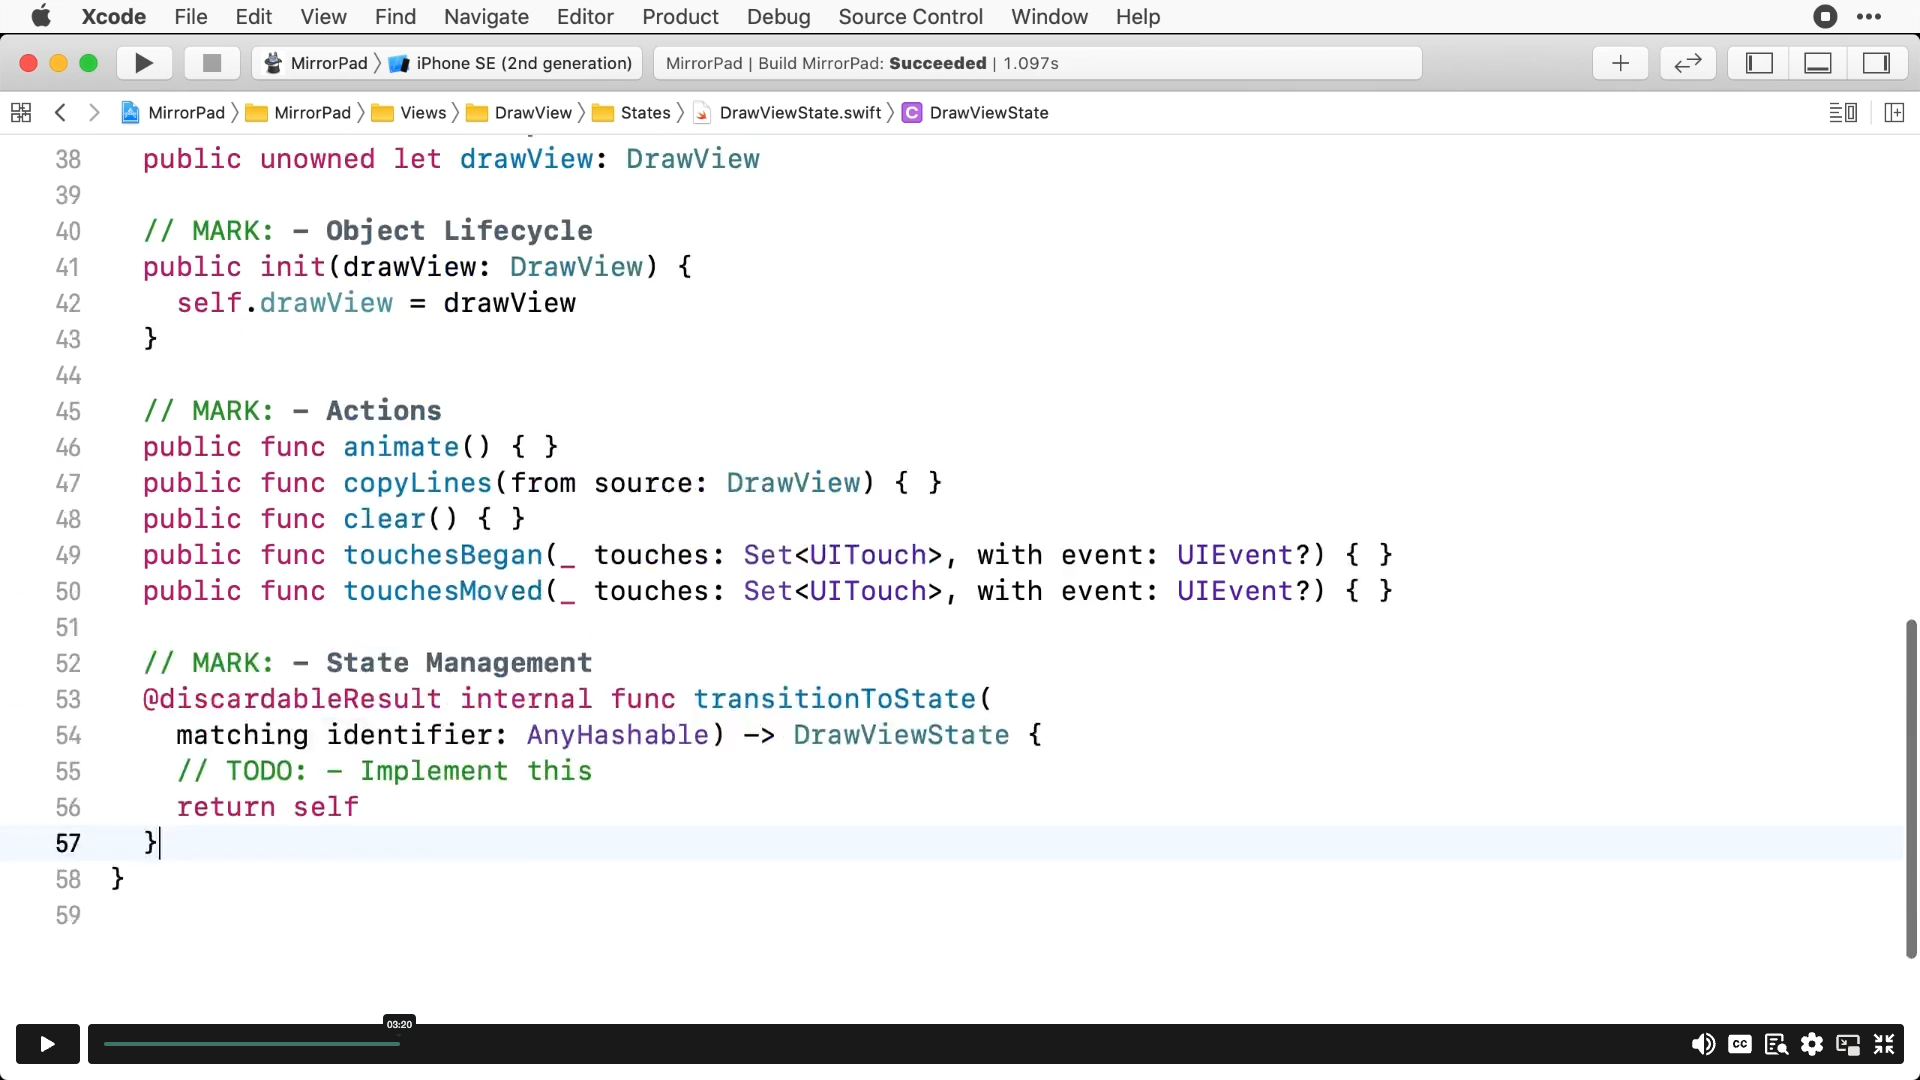 Xcode File Edit View Find Navigate Editor Product Debug Source Control Window Help
MirrorPad iPhone SE (2nd generation) MirrorPad | Build MirrorPad: Succeeded | 1.097s
MirrorPad MirrorPad Views DrawView States DrawViewState.swift C DrawViewState
38 public unowned let drawView: DrawView
39
40 // MARK: - Object Lifecycle
41 public init(drawView: DrawView) {
42 self.drawView = drawView
43 }
44
45 // MARK: - Actions
46 public func animate() { }
47 public func copyLines(from source: DrawView) { }
48 public func clear() { }
49 public func touchesBegan(_ touches: Set<UITouch>, with event: UIEvent?) { }
50 public func touchesMoved(_ touches: Set<UITouch>, with event: UIEvent?) { }
51
52 // MARK: - State Management
53 @discardableResult internal func transitionToState(
54 matching identifier: AnyHashable) -> DrawViewState {
55 // TODO: - Implement this
56 return self
57 }
58 }
59
03:20
CC